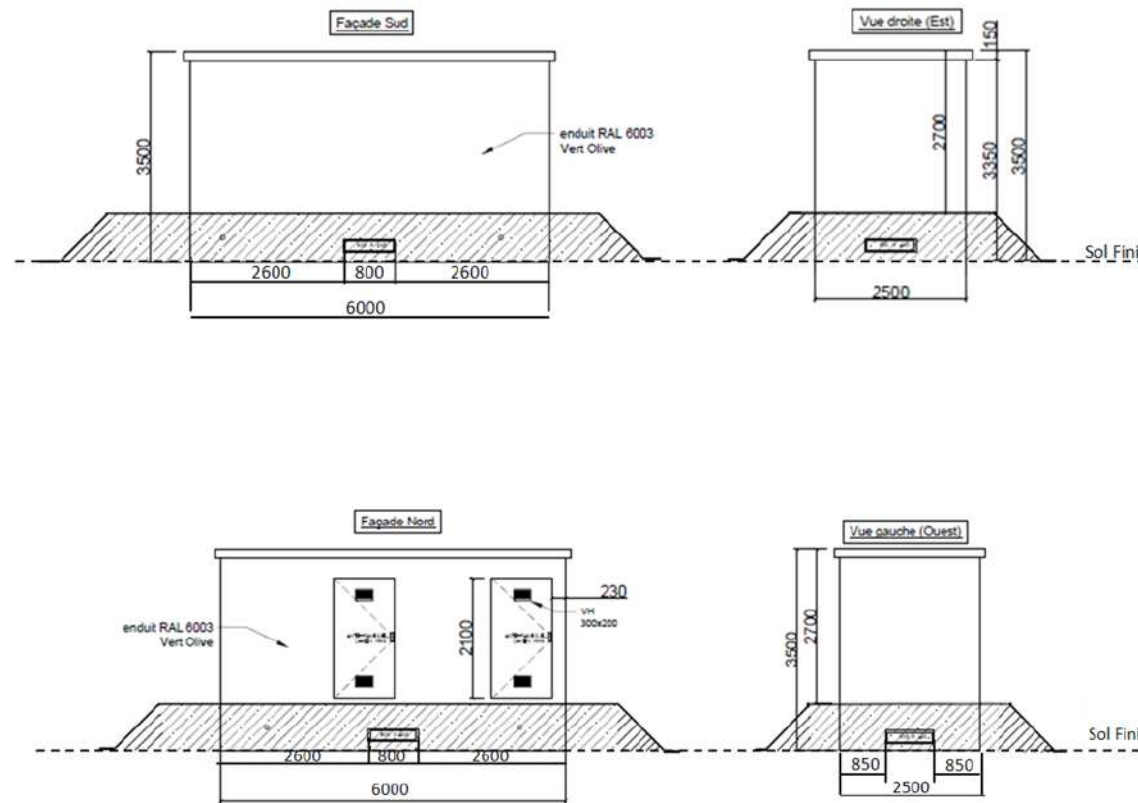 Façade Sud
3500
enduit RAL 6003
Vert Olive
2600
800
2600
6000
Vue droite (Est)
150
2700
3350
3500
Sol Fini
2500
Façade Nord
enduit RAL 6003
Vert Olive
2100
230
VH
300x200
2600
800
2600
6000
Vue gauche (Ouest)
3500
2700
Sol Fini
850
850
2500